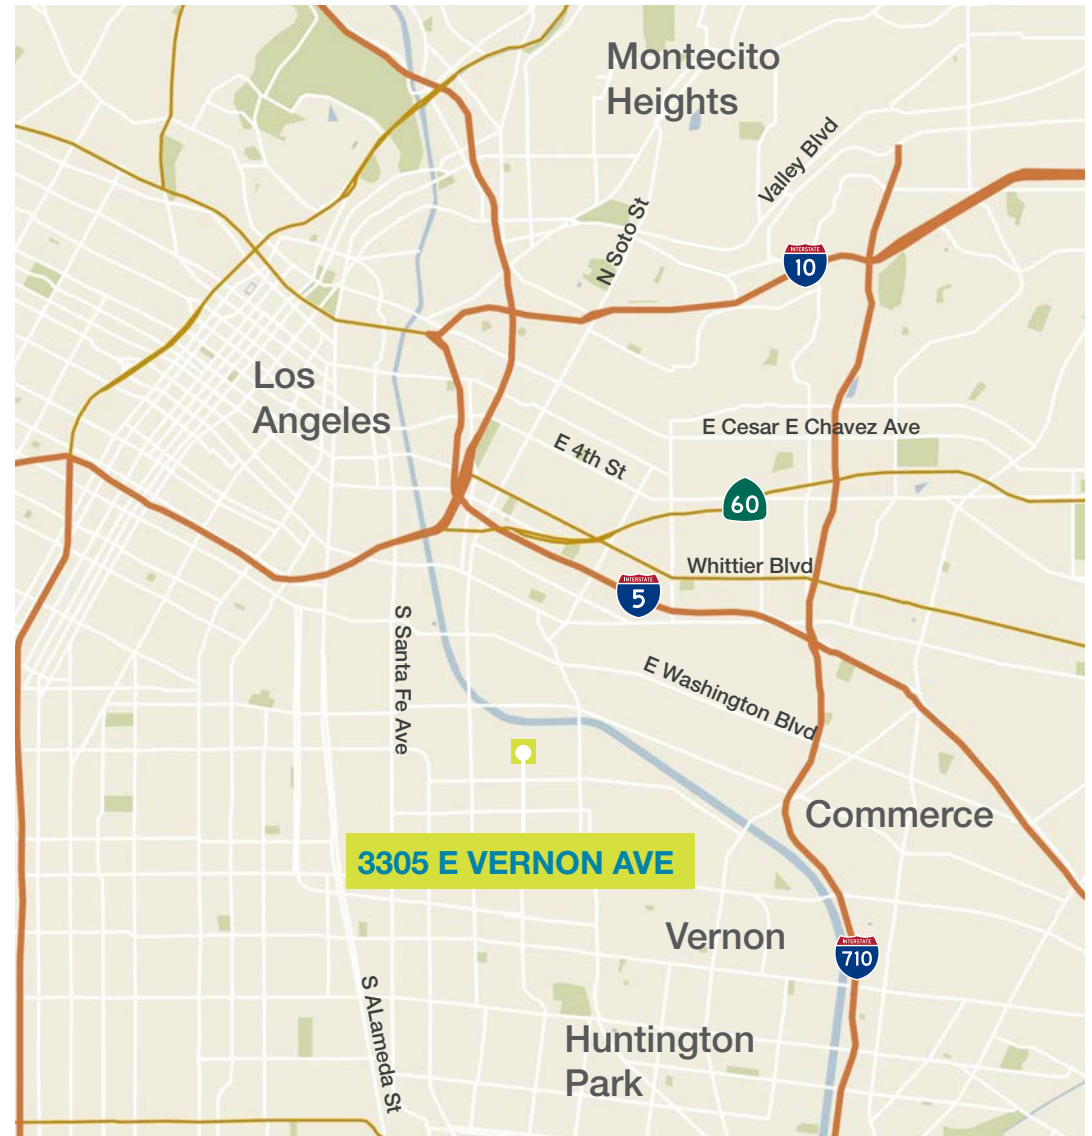 Montecito
Heights
Valley Blvd
N Soto St
INTERSTATE
10
Los
Angeles
E Cesar E Chavez Ave
E 4th St
60
Whittier Blvd
INTERSTATE
5
S Santa Fe Ave
E Washington Blvd
Commerce
3305 E VERNON AVE
Vernon
INTERSTATE
710
S ALameda St
Huntington
Park